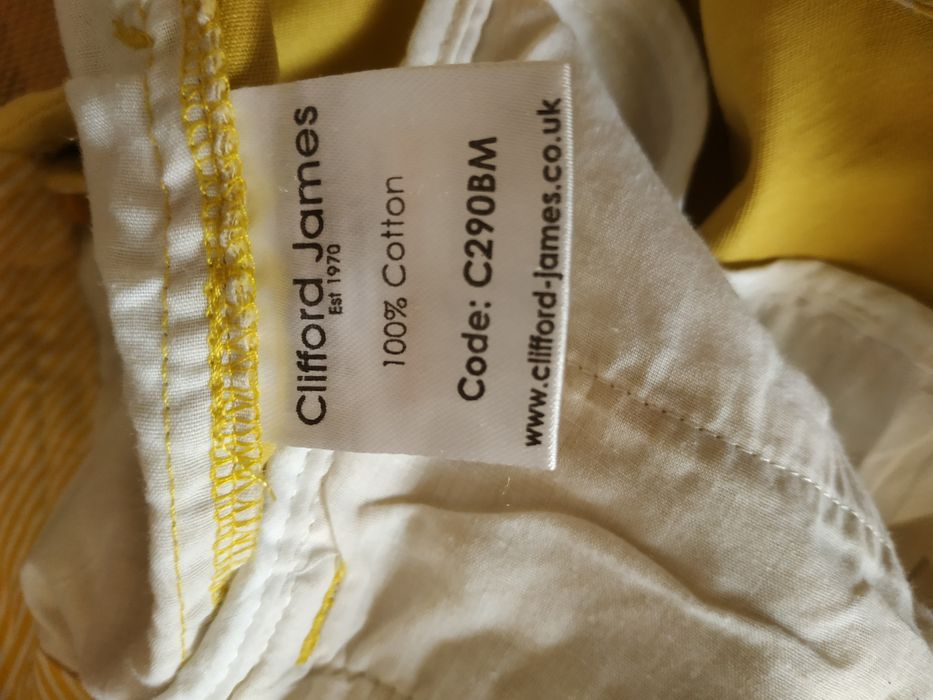 Clifford James
Est 1970
100% Cotton
Code: C290BM
www.clifford-james.co.uk